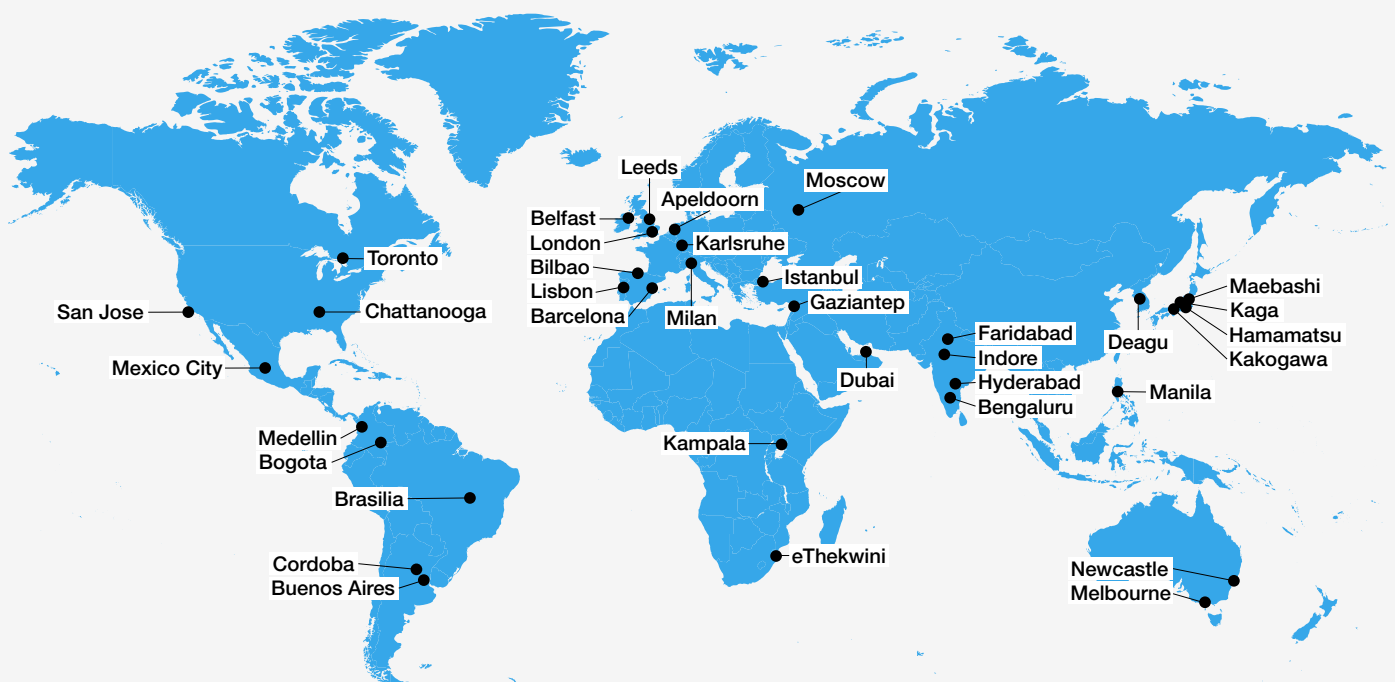 Leeds
Moscow
Apeldoorn
Belfast
London
Karlsruhe
Toronto
Bilbao
Istanbul
Lisbon
Maebashi
Gaziantep
Kaga
San Jose
Chattanooga
Barcelona
Milan
Faridabad
Hamamatsu
Deagu
Indore
Kakogawa
Mexico City
Dubai
Hyderabad
Manila
Bengaluru
Medellin
Kampala
Bogota
Brasilia
eThekwini
Cordoba
Newcastle
Buenos Aires
Melbourne